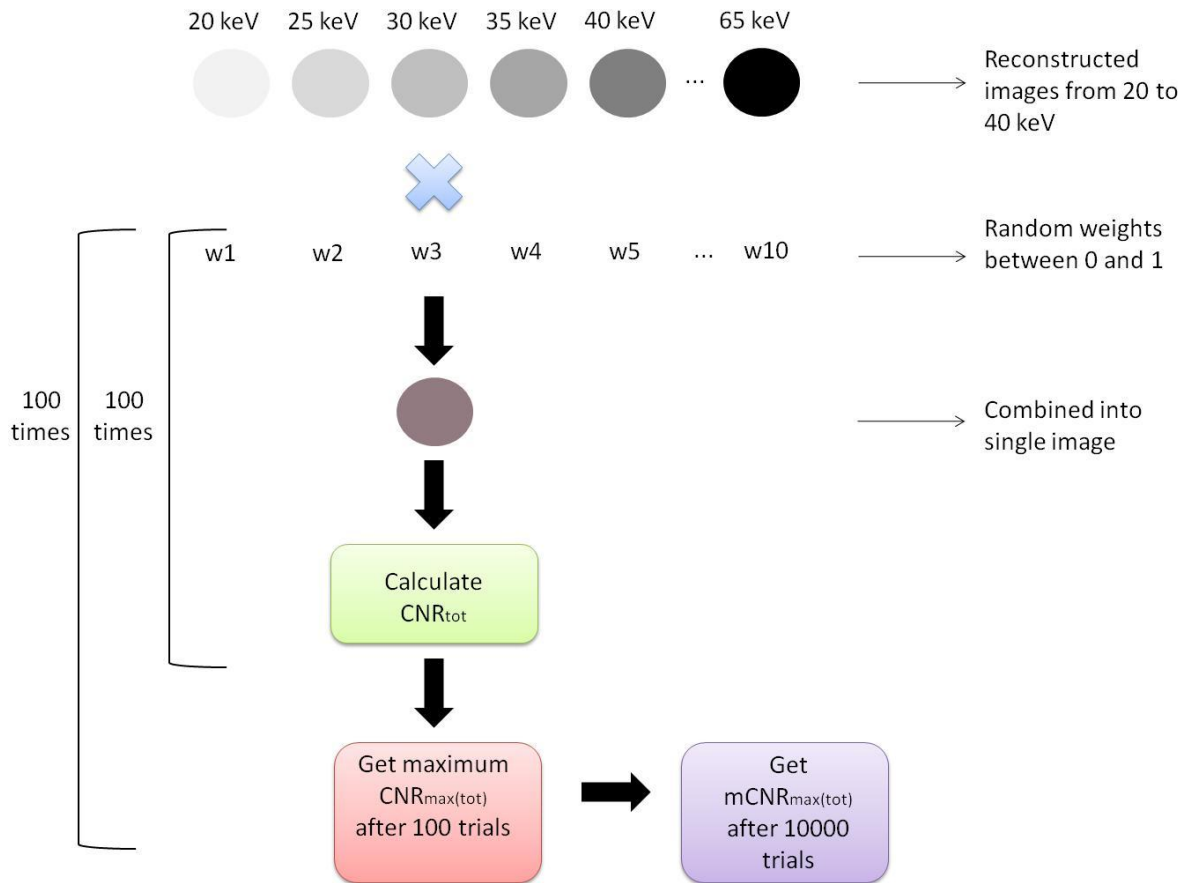 20 keV 25 keV 30 keV 35 keV 40 keV 65 keV
...
Reconstructed
images from 20 to
40 keV
w1 w2 w3 w4 w5 ... w10
Random weights
between 0 and 1
100
times
100
times
Combined into
single image
Calculate
CNRtot
Get maximum
CNRmax(tot)
after 100 trials
Get
mCNRmax(tot)
after 10000
trials